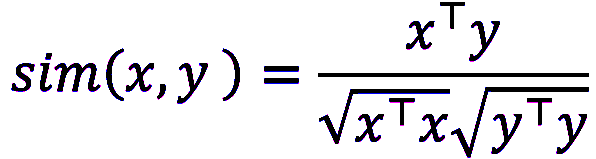 sim(x, y ) = x⊤y / √x⊤x √y⊤y